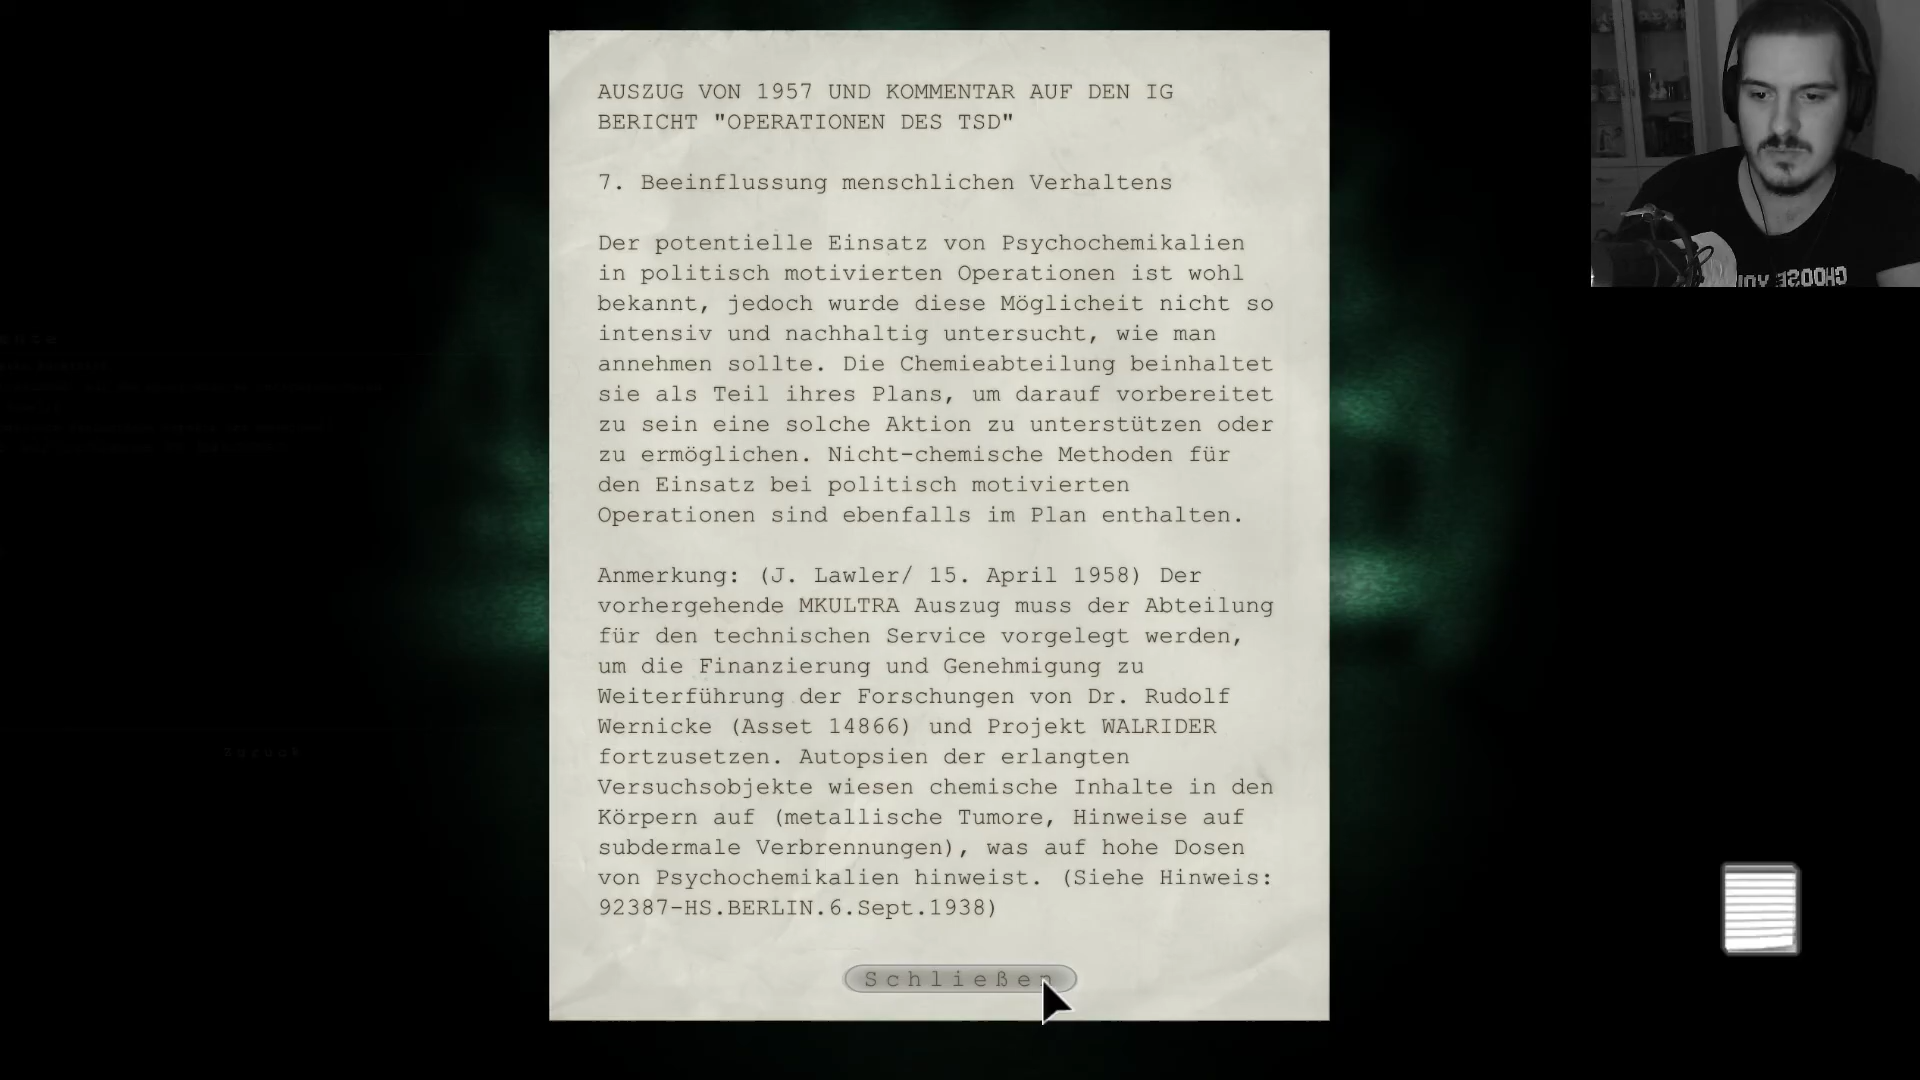 AUSZUG VON 1957 UND KOMMENTAR AUF DEN IG
BERICHT "OPERATIONEN DES TSD"
7. Beeinflussung menschlichen Verhaltens
Der potentielle Einsatz von Psychochemikalien
in politisch motivierten Operationen ist wohl
bekannt, jedoch wurde diese Möglicheit nicht so
intensiv und nachhaltig untersucht, wie man
annehmen sollte. Die Chemieabteilung beinhaltet
sie als Teil ihres Plans, um darauf vorbereitet
zu sein eine solche Aktion zu unterstützen oder
zu ermöglichen. Nicht-chemische Methoden für
den Einsatz bei politisch motivierten
Operationen sind ebenfalls im Plan enthalten.
Anmerkung: (J. Lawler/ 15. April 1958) Der
vorhergehende MKULTRA Auszug muss der Abteilung
für den technischen Service vorgelegt werden,
um die Finanzierung und Genehmigung zu
Weiterführung der Forschungen von Dr. Rudolf
Wernicke (Asset 14866) und Projekt WALRIDER
fortzusetzen. Autopsien der erlangten
Versuchsobjekte wiesen chemische Inhalte in den
Körpern auf (metallische Tumore, Hinweise auf
subdermale Verbrennungen), was auf hohe Dosen
von Psychochemikalien hinweist. (Siehe Hinweis:
92387-HS.BERLIN.6.Sept.1938)
Schließen
Zurück
CHOOSE YOU